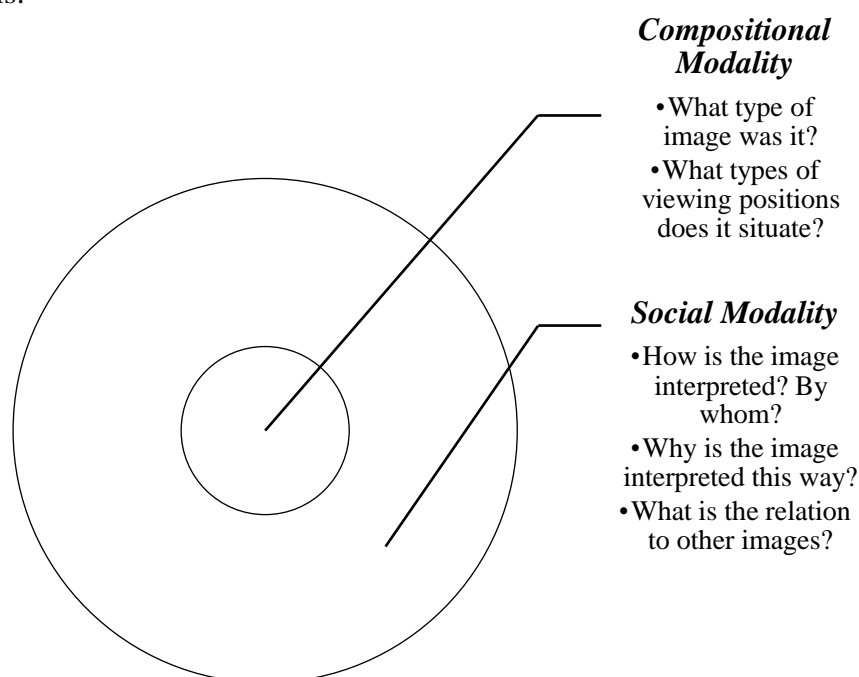 Compositional
Modality
•What type of
image was it?
•What types of
viewing positions
does it situate?
Social Modality
•How is the image
interpreted? By
whom?
•Why is the image
interpreted this way?
•What is the relation
to other images?